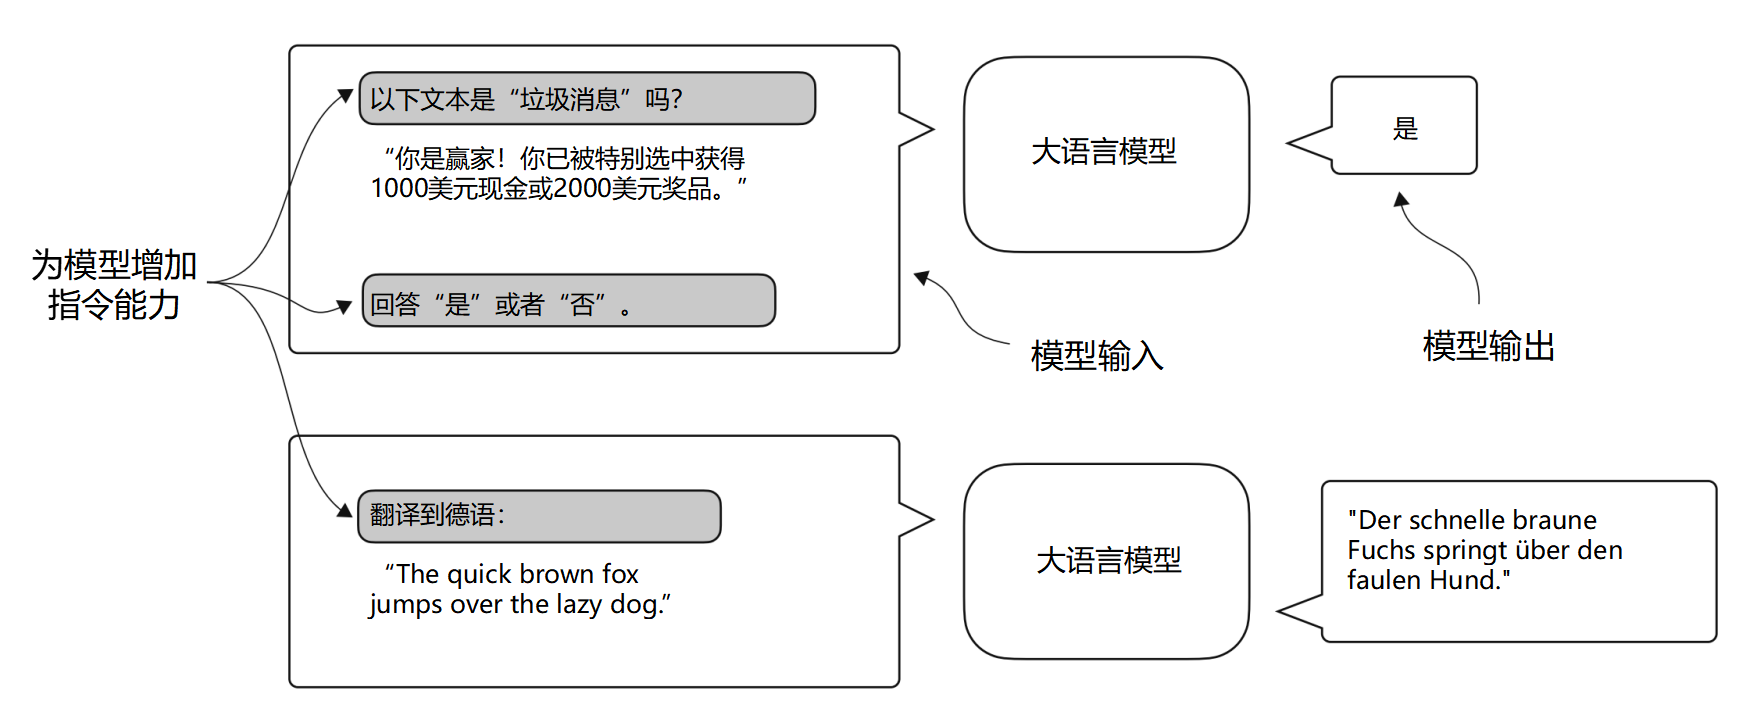 以下文本是“垃圾消息”吗？
“你是赢家！你已被特别选中获得
1000美元现金或2000美元奖品。”
回答“是”或者“否”。
大语言模型
是
为模型增加
指令能力
模型输入
模型输出
翻译到德语：
“The quick brown fox
jumps over the lazy dog.”
大语言模型
"Der schnelle braune
Fuchs springt über den
faulen Hund."